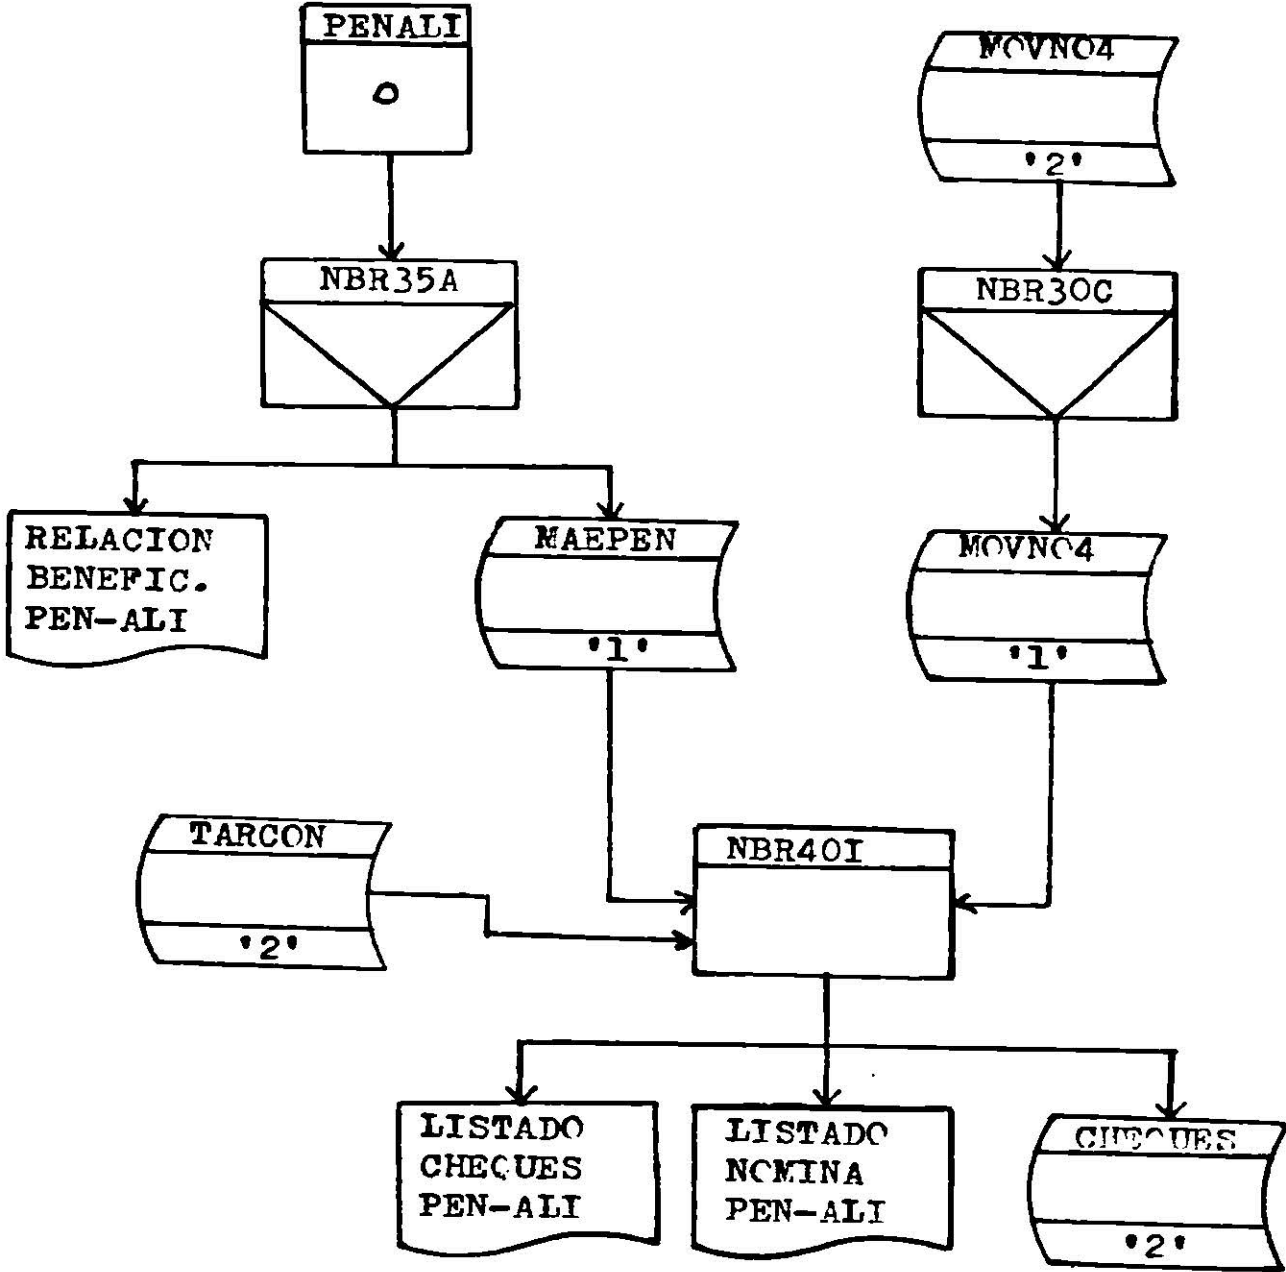 PENALI
O
MOVNO4
'2'
NBR35A
NBR30C
RELACION
BENEFIC.
PEN-ALI
MAEPEN
'1'
MOVNO4
'1'
TARCON
'2'
NBR40I
LISTADO
CHEQUES
PEN-ALI
LISTADO
NOMINA
PEN-ALI
CHEQUES
'2'